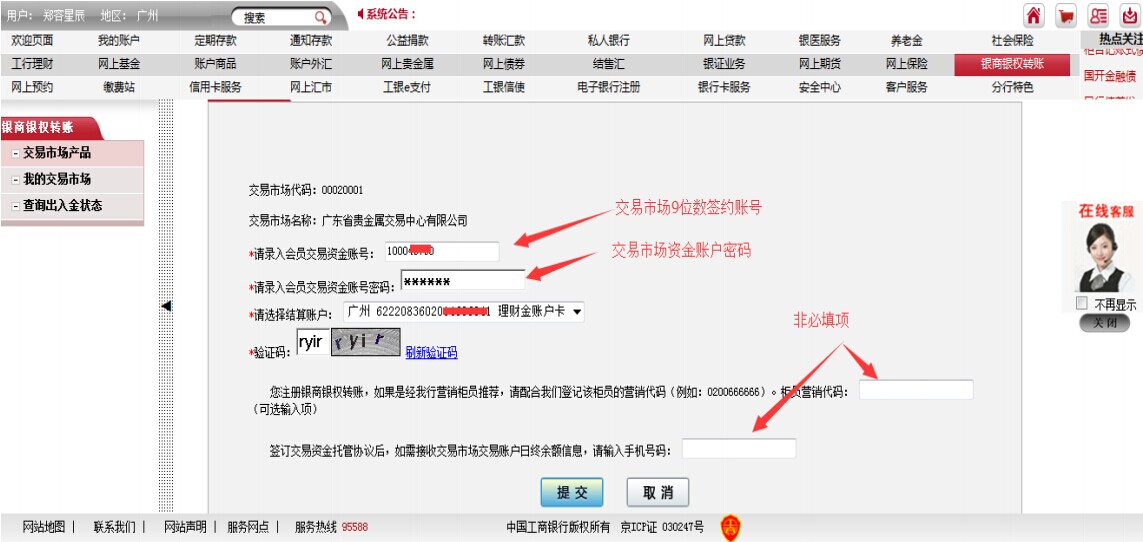 用户： 郑容星辰 地区： 广州 搜索 系统公告：
欢迎页面 我的账户 定期存款 通知存款 公益捐款 转账汇款 私人银行 网上贷款 银医服务 养老金 社会保险 热点关注
工行理财 网上基金 账户商品 账户外汇 网上贵金属 网上债券 结售汇 银证业务 网上期货 网上保险 银商银权转账
国开金融债
网上预约 缴费站 信用卡服务 网上汇市 工银e支付 工银信使 电子银行注册 银行卡服务 安全中心 客户服务 分行特色
银商银权转账
交易市场产品
我的交易市场
查询出入金状态
交易市场代码：00020001
交易市场名称：广东省贵金属交易中心有限公司
*请录入会员交易资金账号： 1000
交易市场9位数签约账号
*请录入会员交易资金账号密码： ******
交易市场资金账户密码
*请选择结算账户： 广州 62220836020 1 理财金账户卡
*验证码： ryir ryir 刷新验证码
非必填项
您注册银商银权转账，如果是经我行营销柜员推荐，请配合我们登记该柜员的营销代码（例如：0200666666）。柜员营销代码：
（可选输入项）
签订交易资金托管协议后，如需接收交易市场交易账户日终余额信息，请输入手机号码：
提 交 取 消
在线客服
不再显示
关 闭
网站地图 | 联系我们 | 网站声明 | 服务网点 | 服务热线 95588 中国工商银行版权所有 京ICP证 030247号